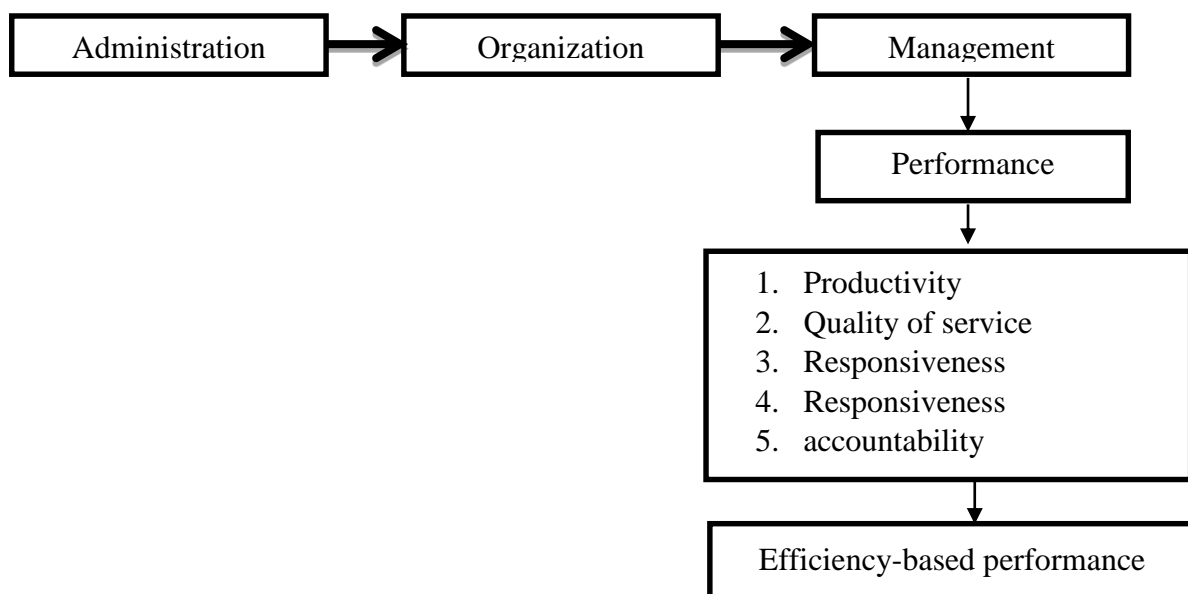 Administration
Organization
Management
Performance
1. Productivity
2. Quality of service
3. Responsiveness
4. Responsiveness
5. accountability
Efficiency-based performance